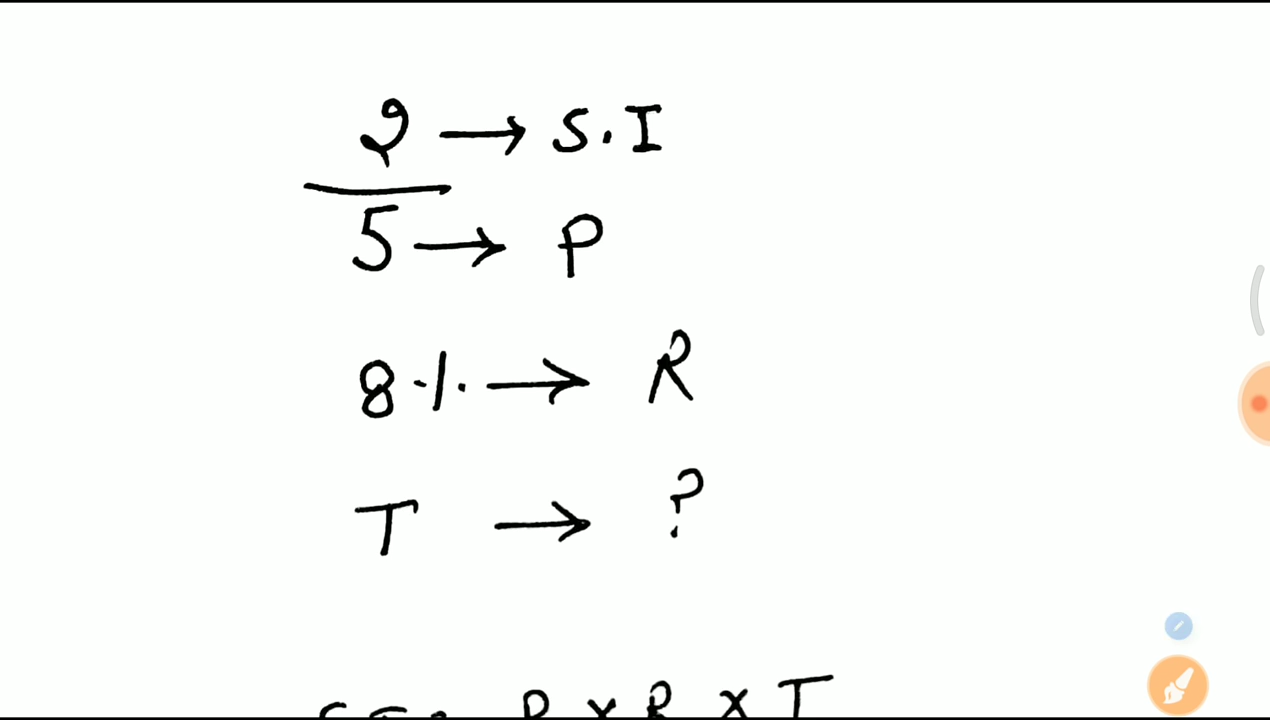 2 → S.I
5 → P
8% → R
T → ?
S I = P × R × T